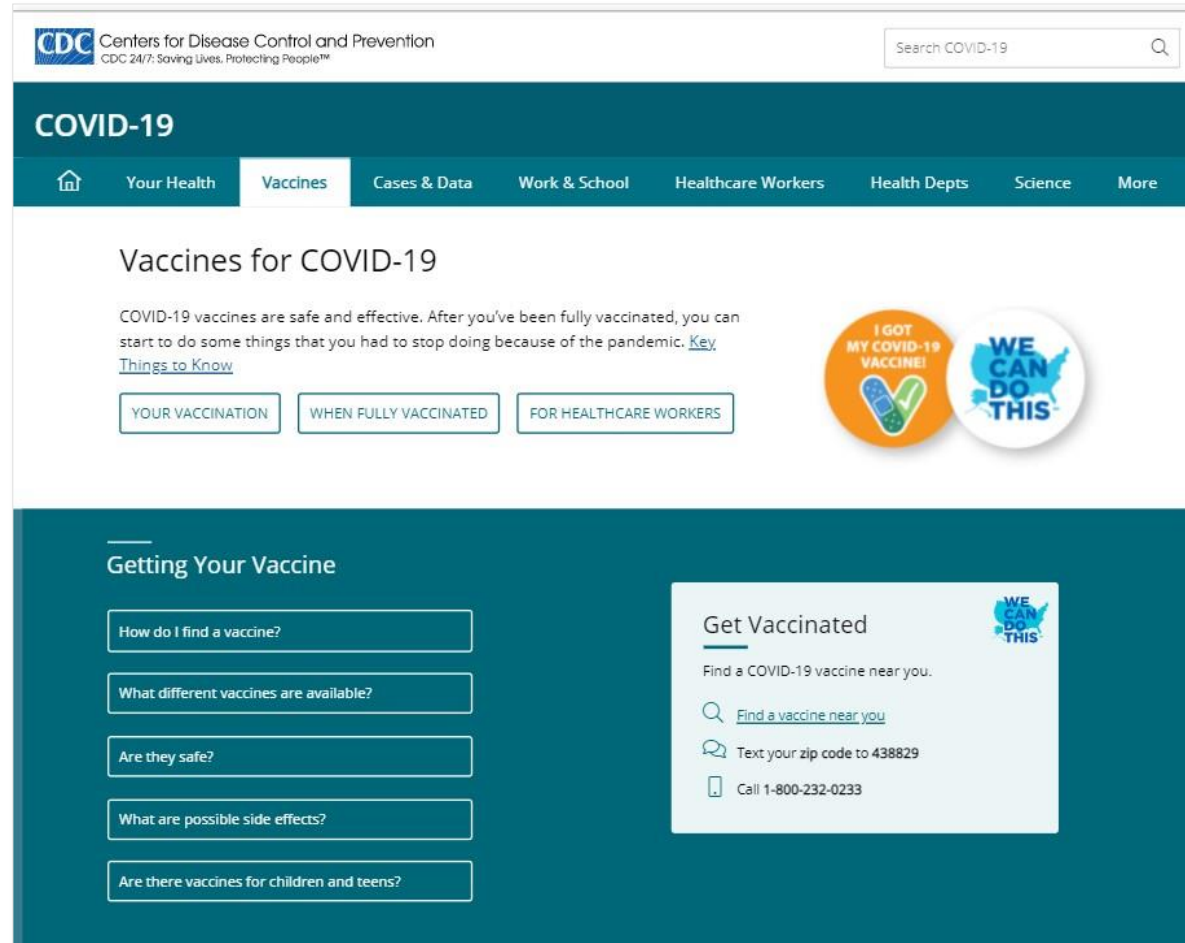 CDC
Centers for Disease Control and Prevention
CDC 24/7: Saving Lives. Protecting People™
Search COVID-19
COVID-19
Your Health
Vaccines
Cases & Data
Work & School
Healthcare Workers
Health Depts
Science
More
Vaccines for COVID-19
COVID-19 vaccines are safe and effective. After you've been fully vaccinated, you can
start to do some things that you had to stop doing because of the pandemic. Key
Things to Know
YOUR VACCINATION
WHEN FULLY VACCINATED
FOR HEALTHCARE WORKERS
I GOT
MY COVID-19
VACCINE!
WE
CAN
DO
THIS
Getting Your Vaccine
How do I find a vaccine?
What different vaccines are available?
Are they safe?
What are possible side effects?
Are there vaccines for children and teens?
Get Vaccinated
WE
CAN
DO
THIS
Find a COVID-19 vaccine near you.
Find a vaccine near you
Text your zip code to 438829
Call 1-800-232-0233